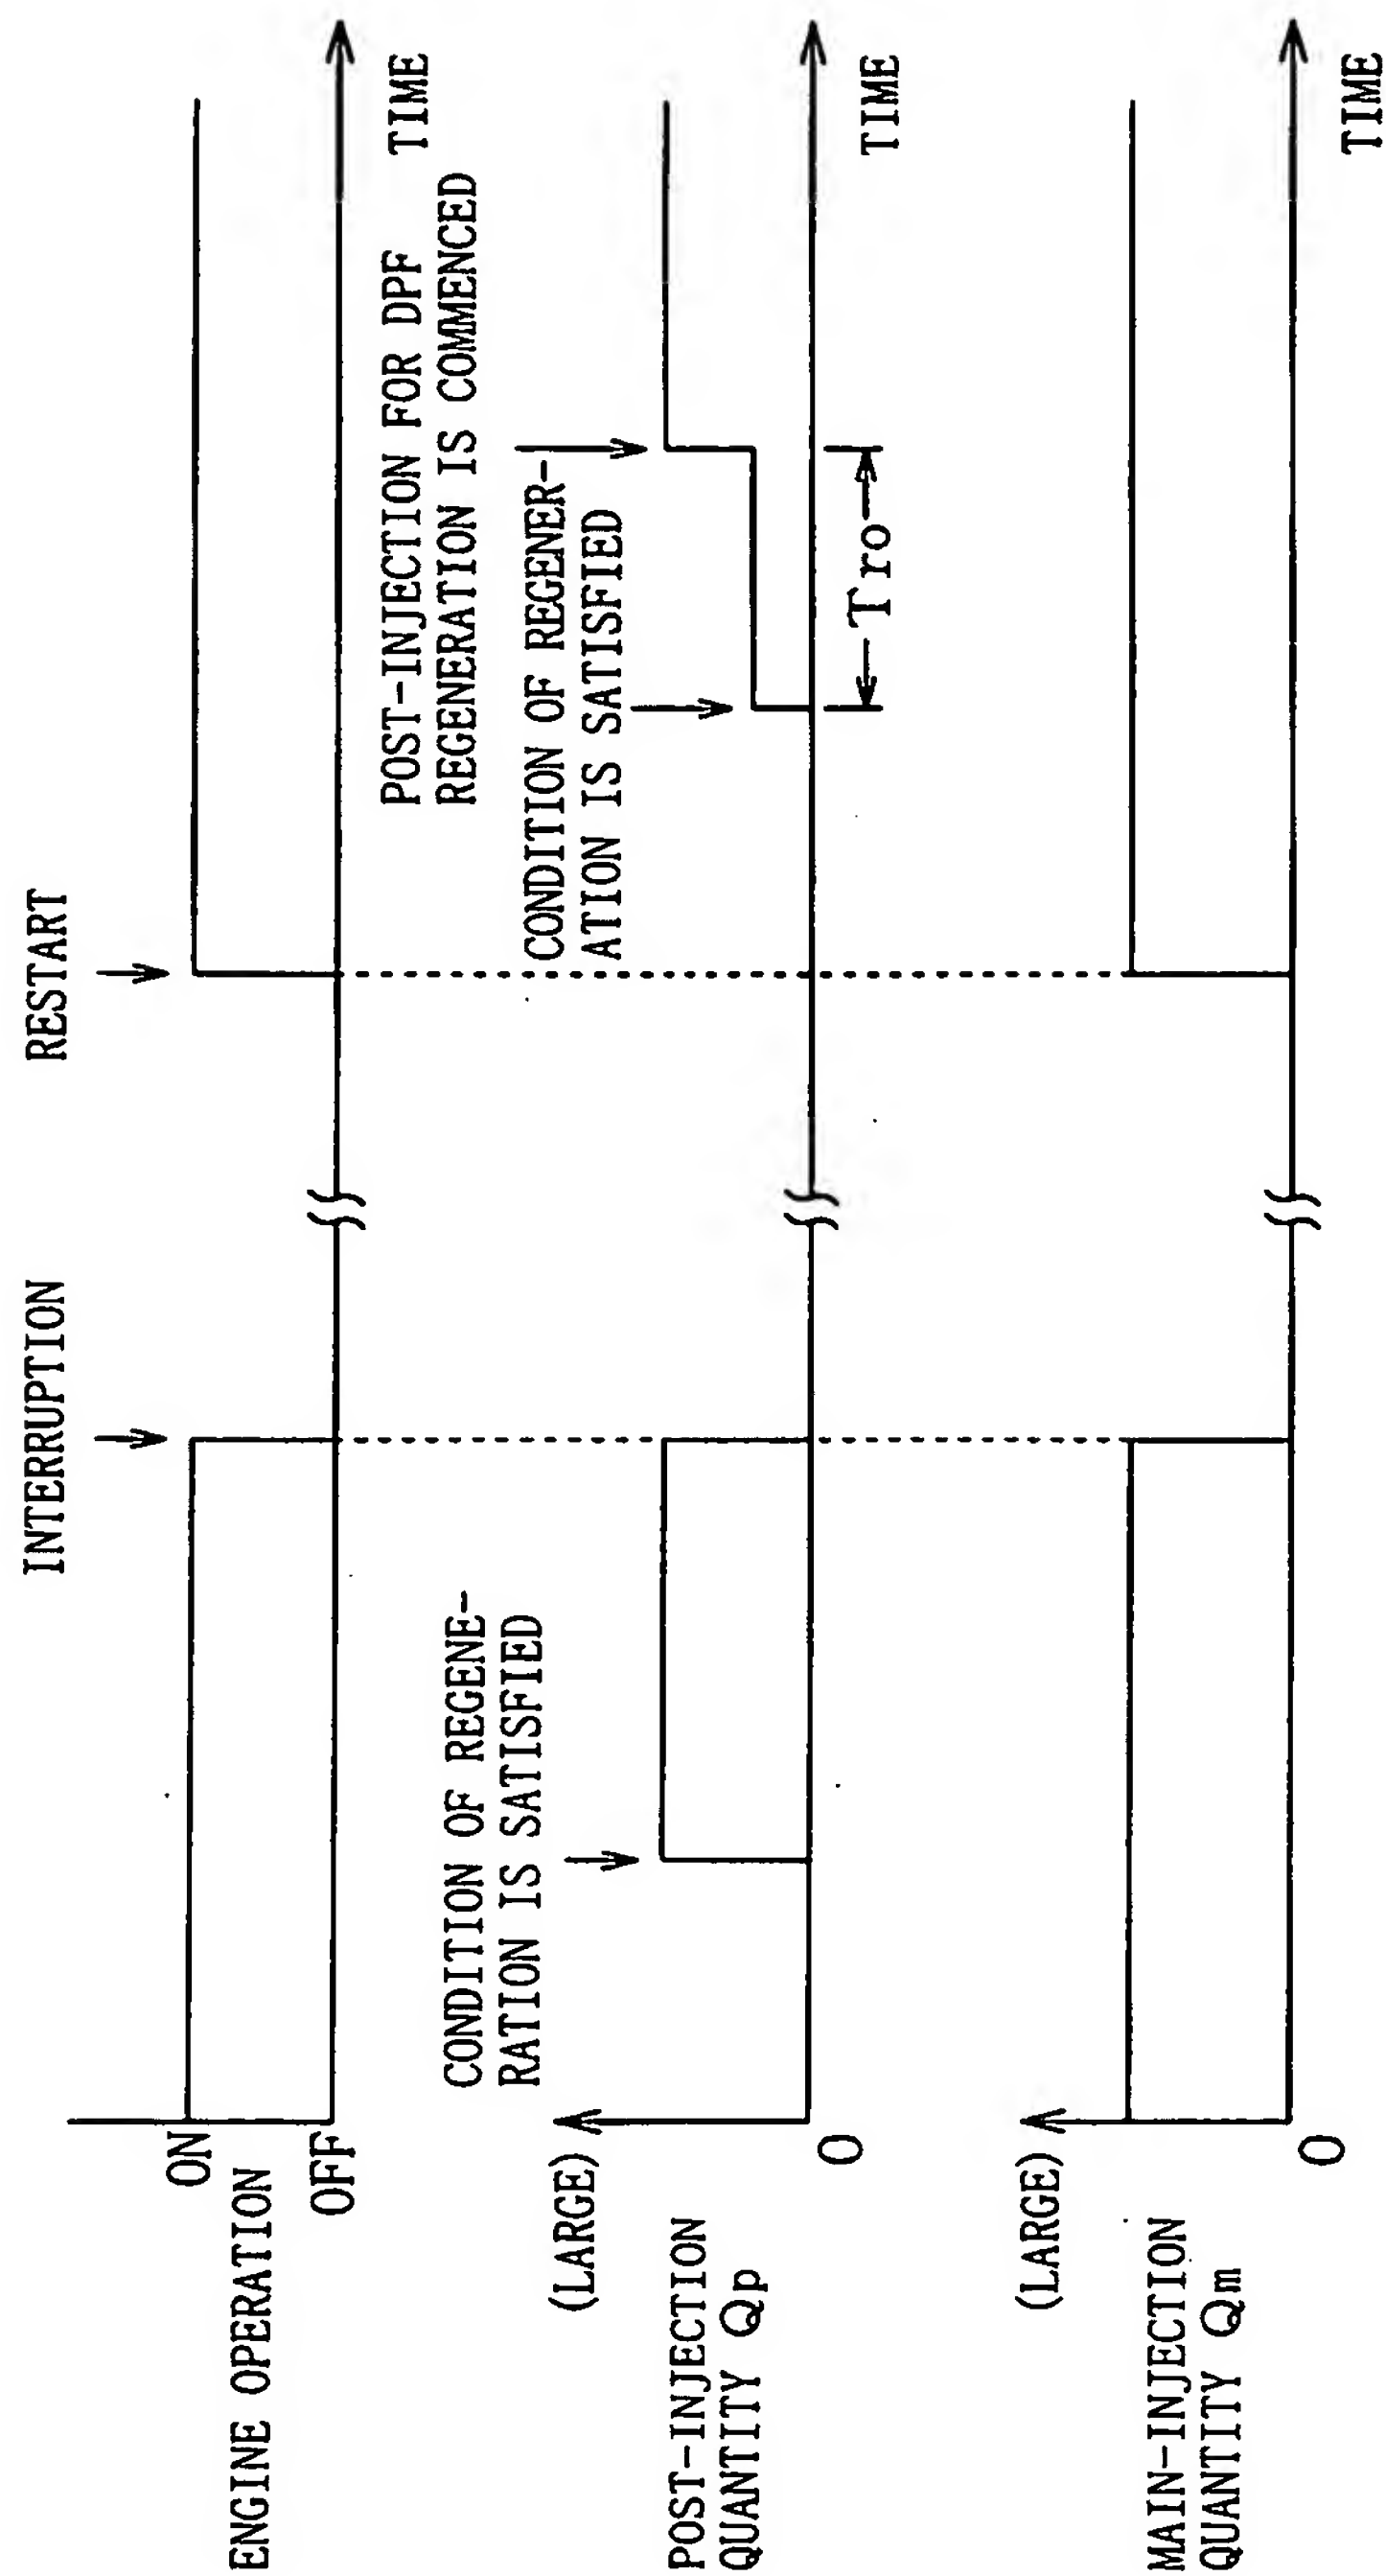 INTERRUPTION
RESTART
ENGINE OPERATION
ON
OFF
TIME
CONDITION OF REGENE-
RATION IS SATISFIED
POST-INJECTION FOR DPF
REGENERATION IS COMMENCED
CONDITION OF REGENER-
ATION IS SATISFIED
(LARGE)
POST-INJECTION
QUANTITY Qp
0
Tro
TIME
(LARGE)
MAIN-INJECTION
QUANTITY Qm
0
TIME